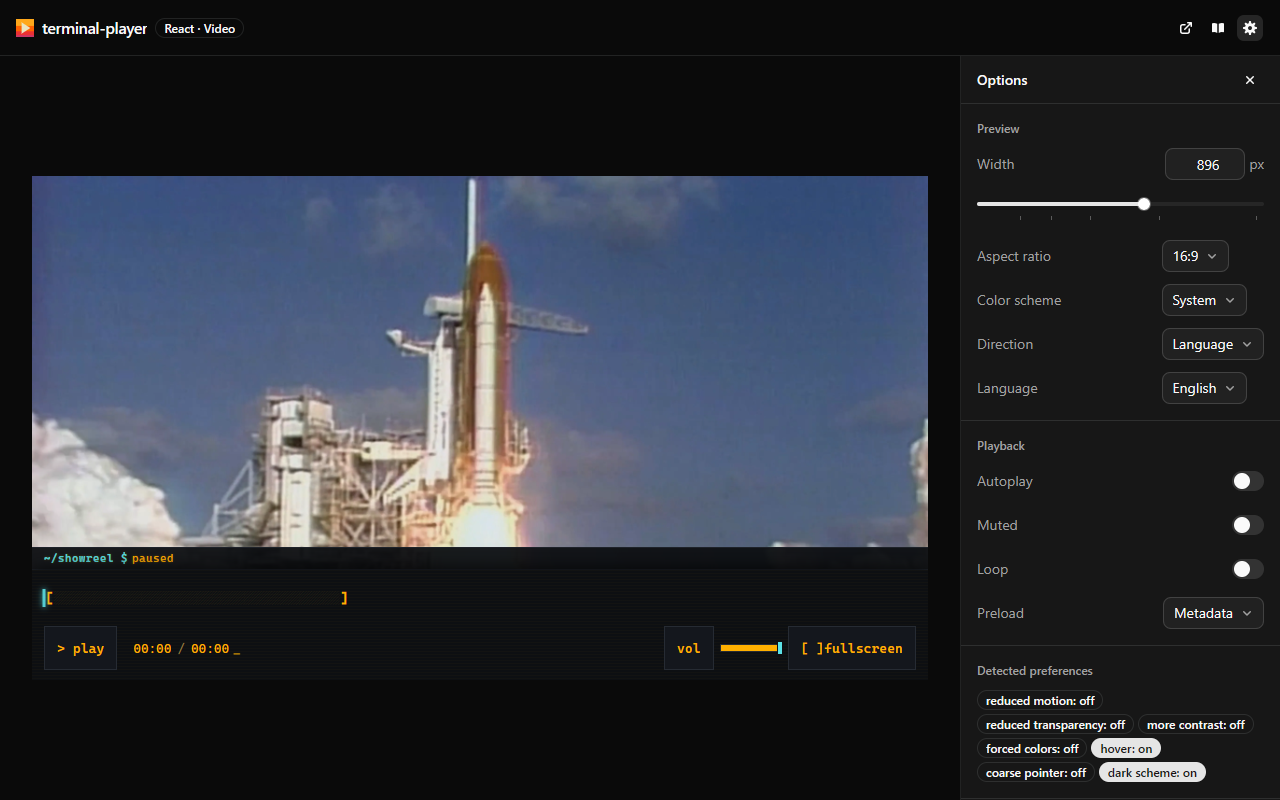 terminal-player React · Video
Options
Preview
Width 896 px
Aspect ratio 16:9
Color scheme System
Direction Language
Language English
Playback
Autoplay
Muted
Loop
Preload Metadata
Detected preferences
reduced motion: off
reduced transparency: off more contrast: off
forced colors: off hover: on
coarse pointer: off dark scheme: on
~/showreel $ paused
[ ]
> play 00:00 / 00:00 _ vol [ ]fullscreen